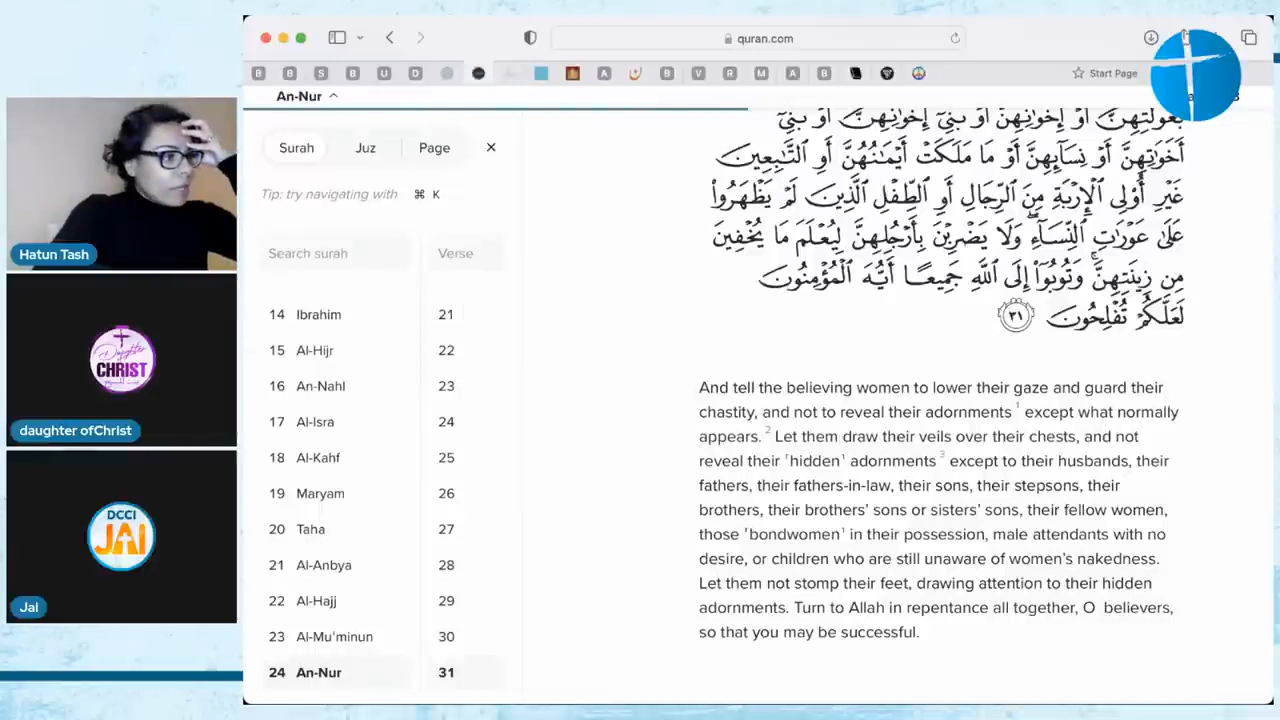 quran.com
B
B
S
B
U
D
A
B
V
R
M
A
B
Start Page
An-Nur
Surah
Juz
Page
Tip: try navigating with ⌘ K
Search surah
Verse
14 Ibrahim 21
15 Al-Hijr 22
16 An-Nahl 23
17 Al-Isra 24
18 Al-Kahf 25
19 Maryam 26
20 Taha 27
21 Al-Anbya 28
22 Al-Hajj 29
23 Al-Mu'minun 30
24 An-Nur 31
بُعُولَتِهِنَّ أَوْ إِخْوَٰنِهِنَّ أَوْ بَنِىٓ إِخْوَٰنِهِنَّ أَوْ بَنِىٓ
أَخَوَٰتِهِنَّ أَوْ نِسَآئِهِنَّ أَوْ مَا مَلَكَتْ أَيْمَـٰنُهُنَّ أَوِ ٱلتَّـٰبِعِينَ
غَيْرِ أُو۟لِى ٱلْإِرْبَةِ مِنَ ٱلرِّجَالِ أَوِ ٱلطِّفْلِ ٱلَّذِينَ لَمْ يَظْهَرُوا۟
عَلَىٰ عَوْرَٰتِ ٱلنِّسَآءِ ۖ وَلَا يَضْرِبْنَ بِأَرْجُلِهِنَّ لِيُعْلَمَ مَا يُخْفِينَ
مِن زِينَتِهِنَّ ۚ وَتُوبُوٓا۟ إِلَى ٱللَّهِ جَمِيعًا أَيُّهَ ٱلْمُؤْمِنُونَ
لَعَلَّكُمْ تُفْلِحُونَ ٣١
And tell the believing women to lower their gaze and guard their
chastity, and not to reveal their adornments 1 except what normally
appears. 2 Let them draw their veils over their chests, and not
reveal their ˹hidden˺ adornments 3 except to their husbands, their
fathers, their fathers-in-law, their sons, their stepsons, their
brothers, their brothers’ sons or sisters’ sons, their fellow women,
those ˹bondwomen˺ in their possession, male attendants with no
desire, or children who are still unaware of women’s nakedness.
Let them not stomp their feet, drawing attention to their hidden
adornments. Turn to Allah in repentance all together, O believers,
so that you may be successful.
Hatun Tash
Daughter
of
CHRIST
daughter ofChrist
DCCI
JAI
Jai